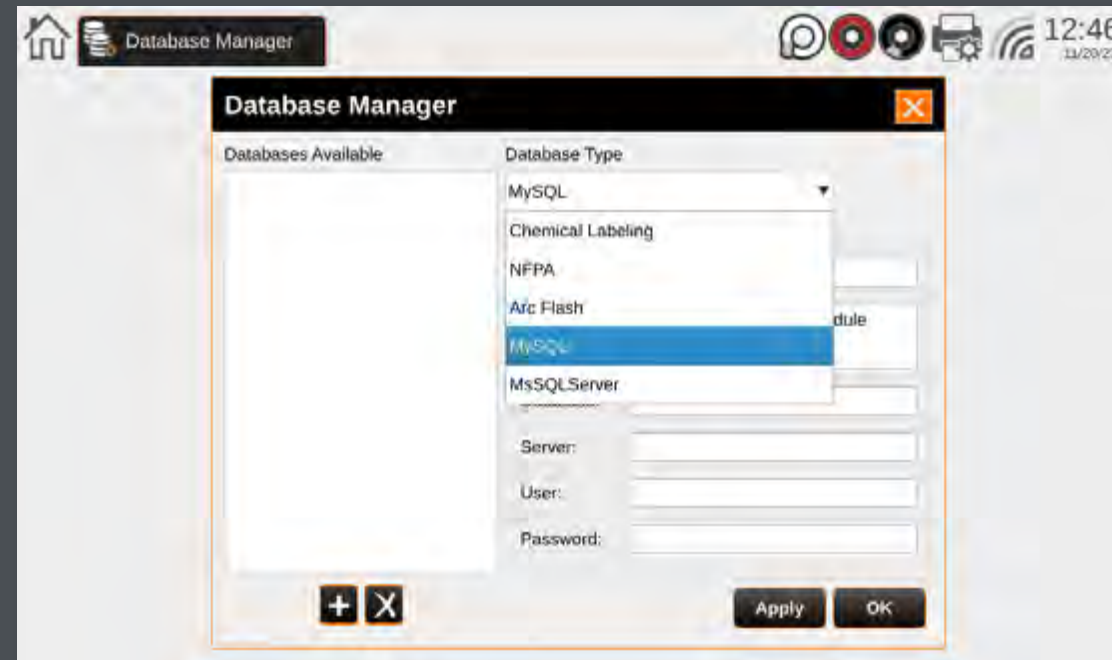 Database Manager
12:46
Database Manager
Databases Available
Database Type
MySQL
Chemical Labeling
NFPA
Arc Flash
dule
MySQL
MsSQLServer
Server:
User:
Password:
Apply
OK